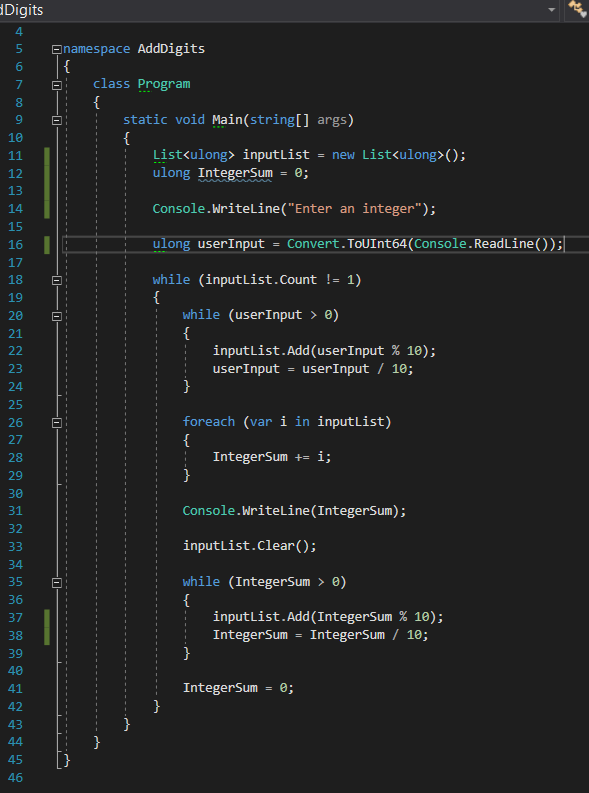 dDigits
4
5 namespace AddDigits
6 {
7 class Program
8 {
9 static void Main(string[] args)
10 {
11 List<ulong> inputList = new List<ulong>();
12 ulong IntegerSum = 0;
13
14 Console.WriteLine("Enter an integer");
15
16 ulong userInput = Convert.ToUInt64(Console.ReadLine());
17
18 while (inputList.Count != 1)
19 {
20 while (userInput > 0)
21 {
22 inputList.Add(userInput % 10);
23 userInput = userInput / 10;
24 }
25
26 foreach (var i in inputList)
27 {
28 IntegerSum += i;
29 }
30
31 Console.WriteLine(IntegerSum);
32
33 inputList.Clear();
34
35 while (IntegerSum > 0)
36 {
37 inputList.Add(IntegerSum % 10);
38 IntegerSum = IntegerSum / 10;
39 }
40
41 IntegerSum = 0;
42 }
43 }
44 }
45 }
46